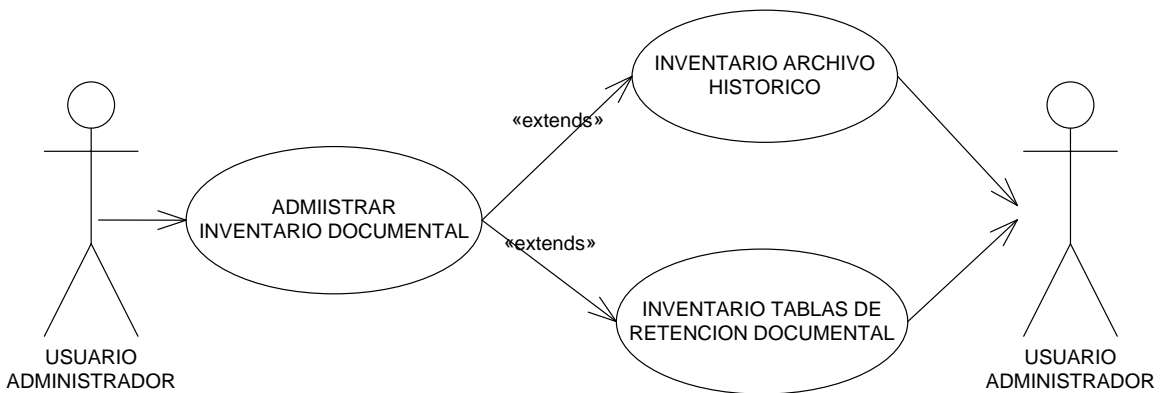 INVENTARIO ARCHIVO
HISTORICO
«extends»
ADMIISTRAR
INVENTARIO DOCUMENTAL
«extends»
INVENTARIO TABLAS DE
RETENCION DOCUMENTAL
USUARIO
ADMINISTRADOR
USUARIO
ADMINISTRADOR